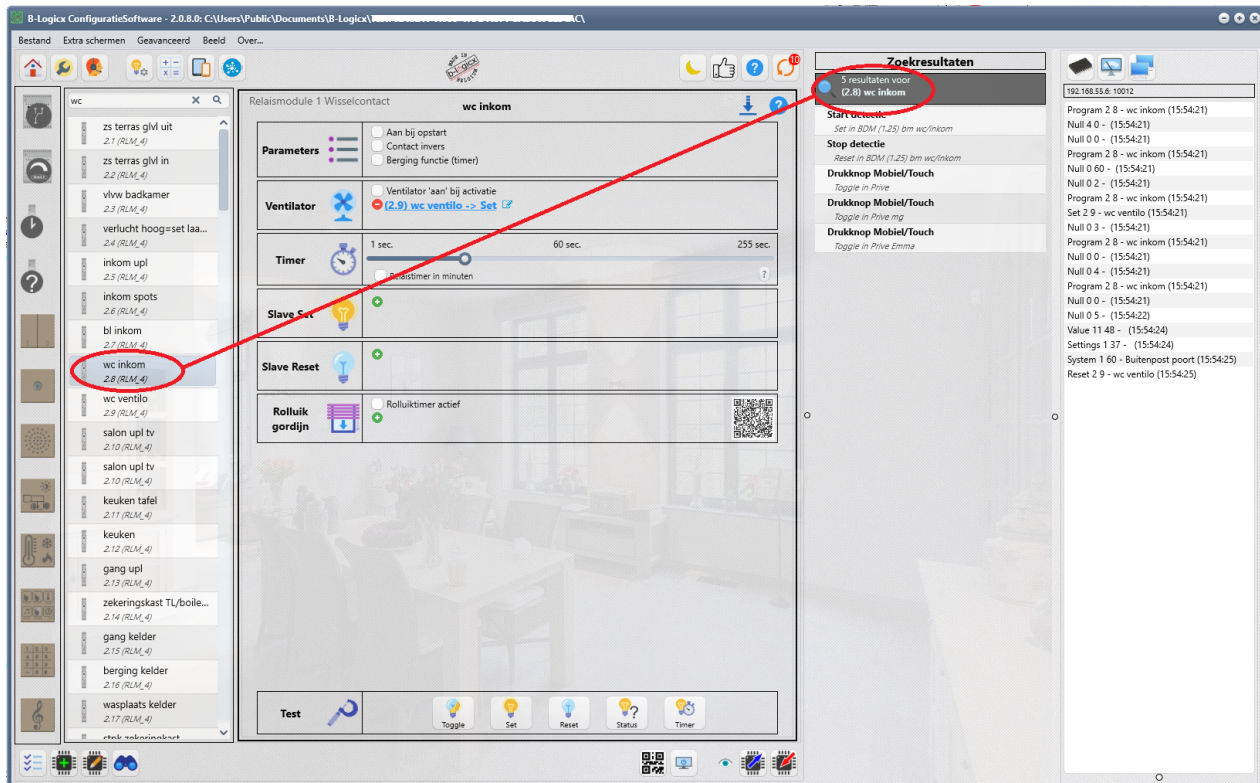 B-Logicx ConfiguratieSoftware - 2.0.8.0: C:\Users\Public\Documents\B-Logicx\
Bestand Extra schermen Geavanceerd Beeld Over...
MADE IN
b-logicx
BELGIUM
10
wc
zs terras glvl uit
2.1 (RLM_4)
zs terras glvl in
2.2 (RLM_4)
vlvw badkamer
2.3 (RLM_4)
verlucht hoog=set laa...
2.4 (RLM_4)
inkom upl
2.5 (RLM_4)
inkom spots
2.6 (RLM_4)
bl inkom
2.7 (RLM_4)
wc inkom
2.8 (RLM_4)
wc ventilo
2.9 (RLM_4)
salon upl tv
2.10 (RLM_4)
salon upl tv
2.10 (RLM_4)
keuken tafel
2.11 (RLM_4)
keuken
2.12 (RLM_4)
gang upl
2.13 (RLM_4)
zekeringskast TL/boile...
2.14 (RLM_4)
gang kelder
2.15 (RLM_4)
berging kelder
2.16 (RLM_4)
wasplaats kelder
2.17 (RLM_4)
Relaismodule 1 Wisselcontact
wc inkom
Parameters
Aan bij opstart
Contact invers
Berging functie (timer)
Ventilator
Ventilator 'aan' bij activatie
(2.9) wc ventilo -> Set
Timer
1 sec. 60 sec. 255 sec.
Relaistimer in minuten
?
Slave Set
Slave Reset
Rolluik
gordijn
Rolluiktimer actief
Test
Toggle Set Reset Status Timer
Zoekresultaten
5 resultaten voor
(2.8) wc inkom
Start detectie
Set in BDM (1.25) bm wc/inkom
Stop detectie
Reset in BDM (1.25) bm wc/inkom
Drukknop Mobiel/Touch
Toggle in Prive
Drukknop Mobiel/Touch
Toggle in Prive mg
Drukknop Mobiel/Touch
Toggle in Prive Emma
192.168.55.6: 10012
Program 2 8 - wc inkom (15:54:21)
Null 4 0 - (15:54:21)
Null 0 0 - (15:54:21)
Program 2 8 - wc inkom (15:54:21)
Null 0 60 - (15:54:21)
Null 0 2 - (15:54:21)
Program 2 8 - wc inkom (15:54:21)
Set 2 9 - wc ventilo (15:54:21)
Null 0 3 - (15:54:21)
Program 2 8 - wc inkom (15:54:21)
Null 0 0 - (15:54:21)
Null 0 4 - (15:54:21)
Program 2 8 - wc inkom (15:54:21)
Null 0 0 - (15:54:21)
Null 0 5 - (15:54:22)
Value 11 48 - (15:54:24)
Settings 1 37 - (15:54:24)
System 1 60 - Buitenpost poort (15:54:25)
Reset 2 9 - wc ventilo (15:54:25)